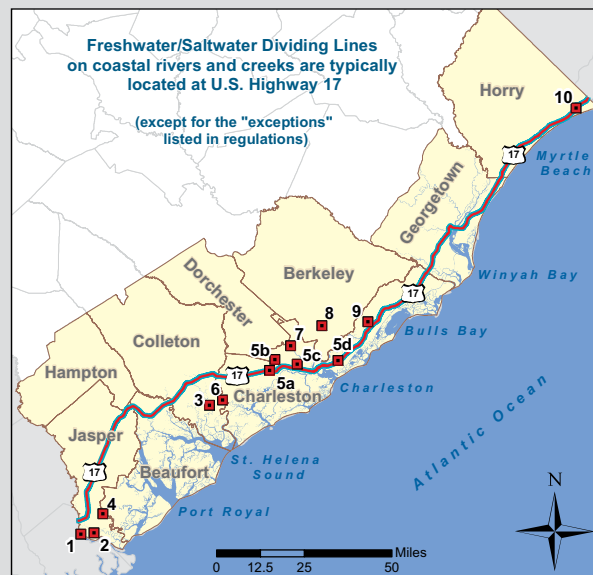 Freshwater/Saltwater Dividing Lines
on coastal rivers and creeks are typically
located at U.S. Highway 17
(except for the "exceptions"
listed in regulations)
Horry
10
17
Myrtle
Beach
Georgetown
Berkeley
Winyah Bay
Dorchester
17
8
9
Bulls Bay
7
Colleton
5b
5c
5d
17
5a
Hampton
Charleston
Charleston
3
6
Jasper
Atlantic Ocean
St. Helena
Sound
Beaufort
17
4
Port Royal
N
1
2
Miles
0
12.5
25
50